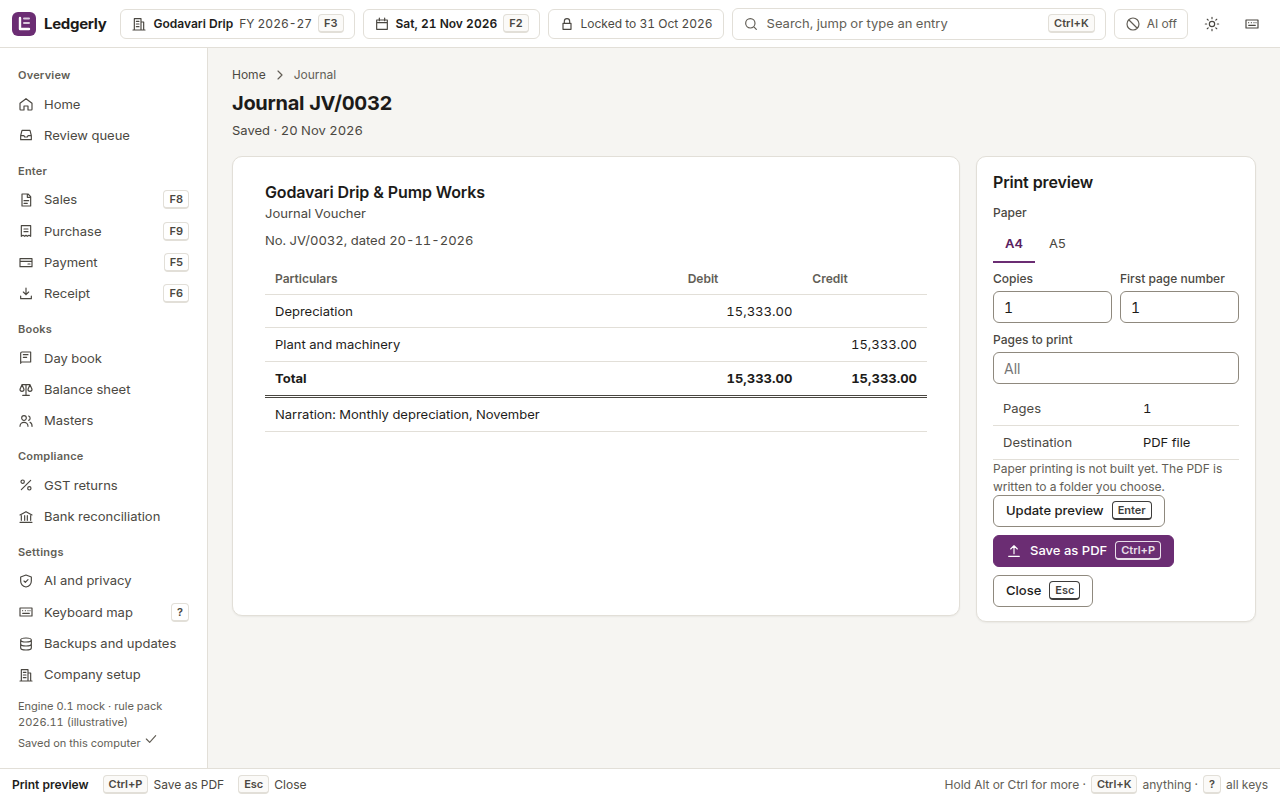 Ledgerly
Godavari Drip FY 2026-27 F3
Sat, 21 Nov 2026 F2
Locked to 31 Oct 2026
Search, jump or type an entry Ctrl+K
AI off
Overview
Home
Review queue
Enter
Sales F8
Purchase F9
Payment F5
Receipt F6
Books
Day book
Balance sheet
Masters
Compliance
GST returns
Bank reconciliation
Settings
AI and privacy
Keyboard map ?
Backups and updates
Company setup
Engine 0.1 mock · rule pack
2026.11 (illustrative)
Saved on this computer
Home Journal
Journal JV/0032
Saved · 20 Nov 2026
Godavari Drip & Pump Works
Journal Voucher
No. JV/0032, dated 20-11-2026
Particulars Debit Credit
Depreciation 15,333.00
Plant and machinery 15,333.00
Total 15,333.00 15,333.00
Narration: Monthly depreciation, November
Print preview
Paper
A4 A5
Copies First page number
1 1
Pages to print
All
Pages 1
Destination PDF file
Paper printing is not built yet. The PDF is
written to a folder you choose.
Update preview Enter
Save as PDF Ctrl+P
Close Esc
Print preview Ctrl+P Save as PDF Esc Close
Hold Alt or Ctrl for more · Ctrl+K anything · ? all keys